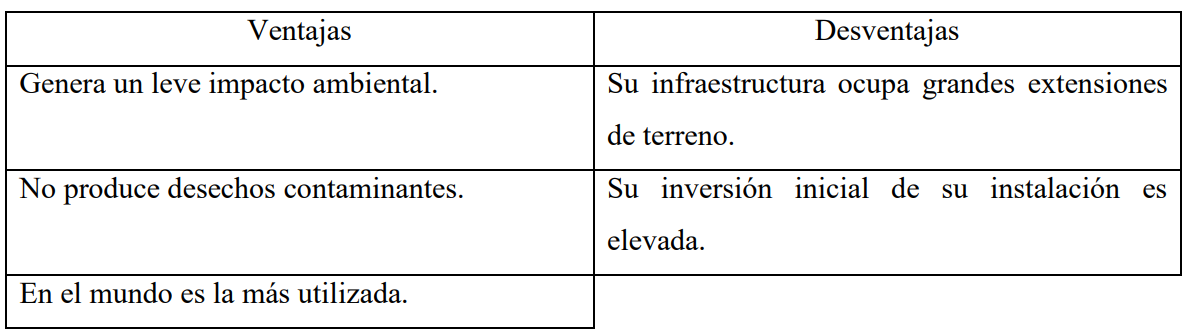 Ventajas
Desventajas
Genera un leve impacto ambiental.
Su infraestructura ocupa grandes extensiones
de terreno.
No produce desechos contaminantes.
Su inversión inicial de su instalación es
elevada.
En el mundo es la más utilizada.